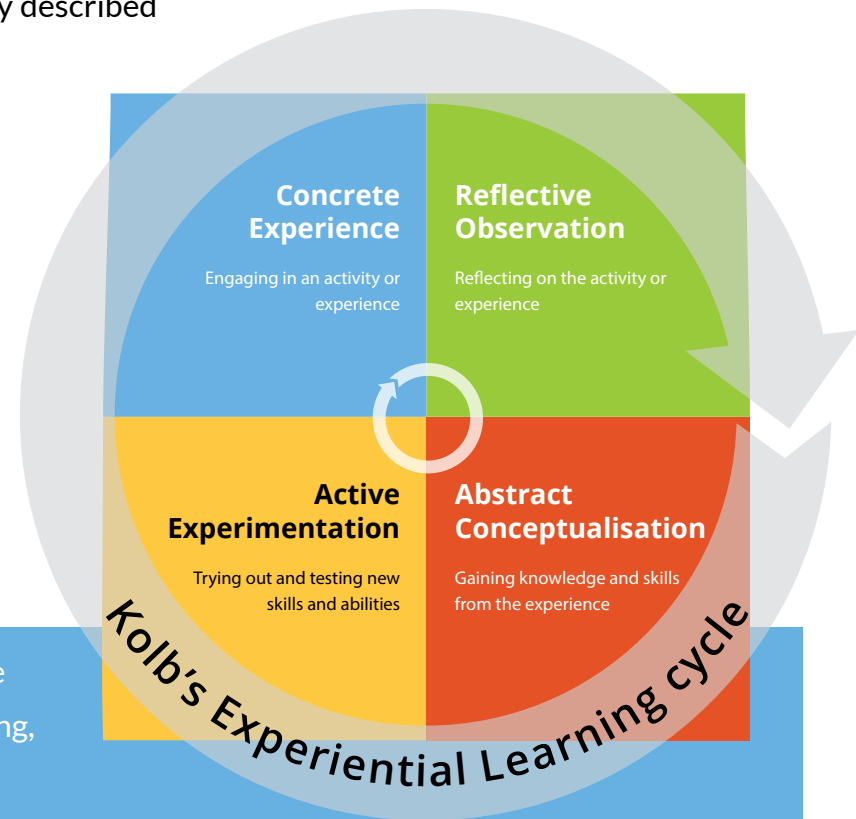 y described
Concrete
Experience
Engaging in an activity or
experience
Reflective
Observation
Reflecting on the activity or
experience
Active
Experimentation
Trying out and testing new
skills and abilities
Abstract
Conceptualisation
Gaining knowledge and skills
from the experience
Kolb’s Experiential Learning cycle
e
ng,